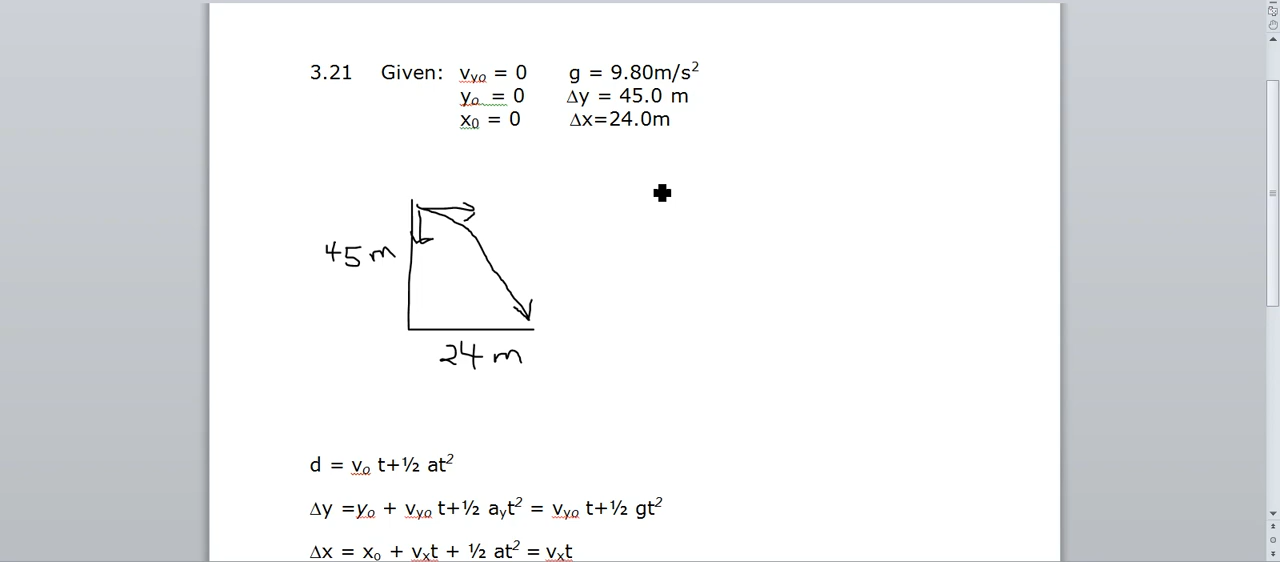 3.21 Given: vyo = 0 g = 9.80m/s²
yo = 0 Δy = 45.0 m
x0 = 0 Δx=24.0m
45 m
24 m
d = vo t+½ at²
Δy =yo + vyo t+½ ayt² = vyo t+½ gt²
Δx = xo + vxt + ½ at² = vxt